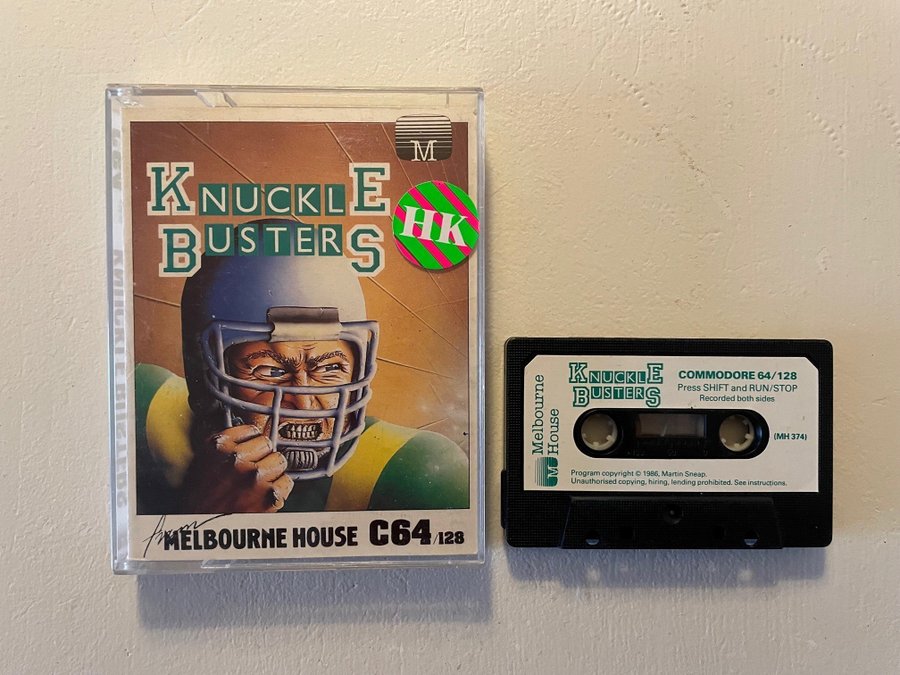 M
KNUCKLE
BUSTERS
HK
from
MELBOURNE HOUSE C64/128
Melbourne
House
M
KNUCKLE
BUSTERS
COMMODORE 64/128
Press SHIFT and RUN/STOP
Recorded both sides
(MH 374)
Program copyright © 1986, Martin Sneap.
Unauthorised copying, hiring, lending prohibited. See instructions.